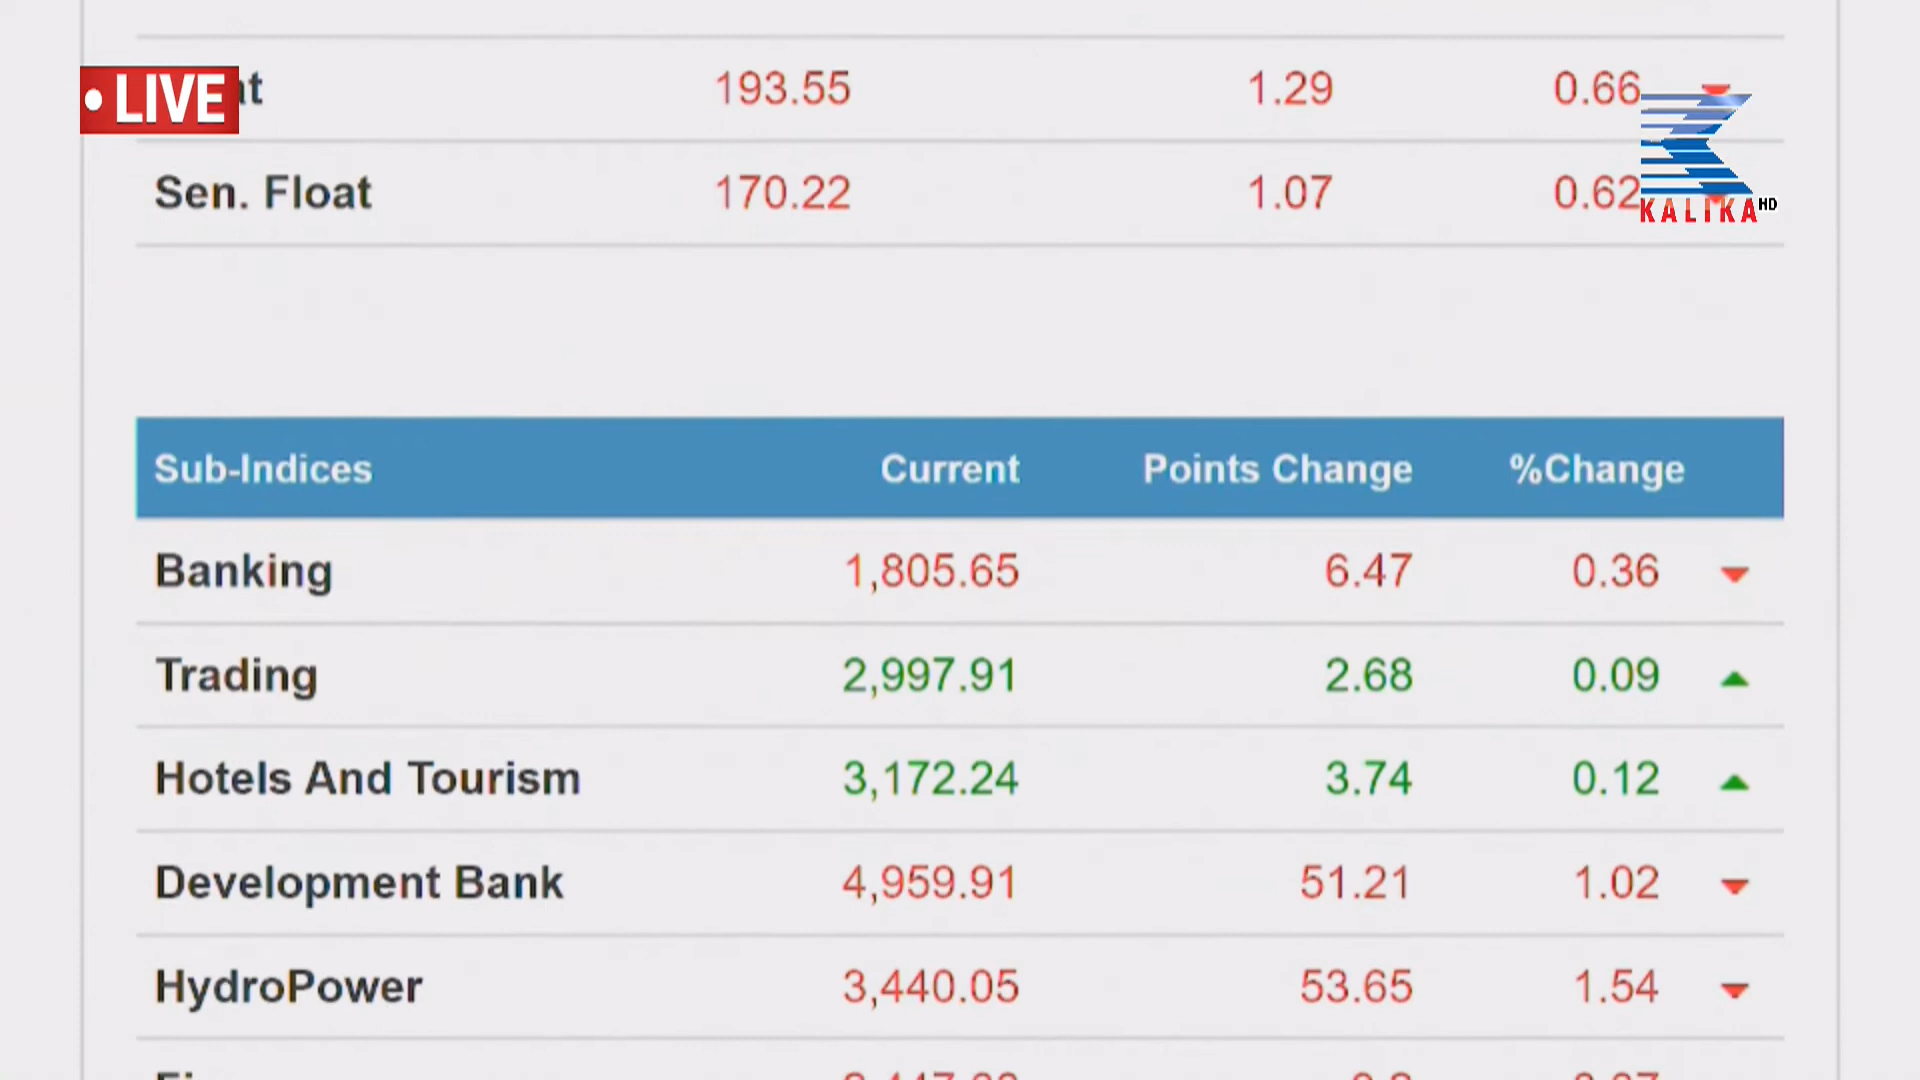 LIVE
193.55 1.29 0.66
Sen. Float 170.22 1.07 0.62
KALIKA HD
Sub-Indices Current Points Change %Change
Banking 1,805.65 6.47 0.36
Trading 2,997.91 2.68 0.09
Hotels And Tourism 3,172.24 3.74 0.12
Development Bank 4,959.91 51.21 1.02
HydroPower 3,440.05 53.65 1.54